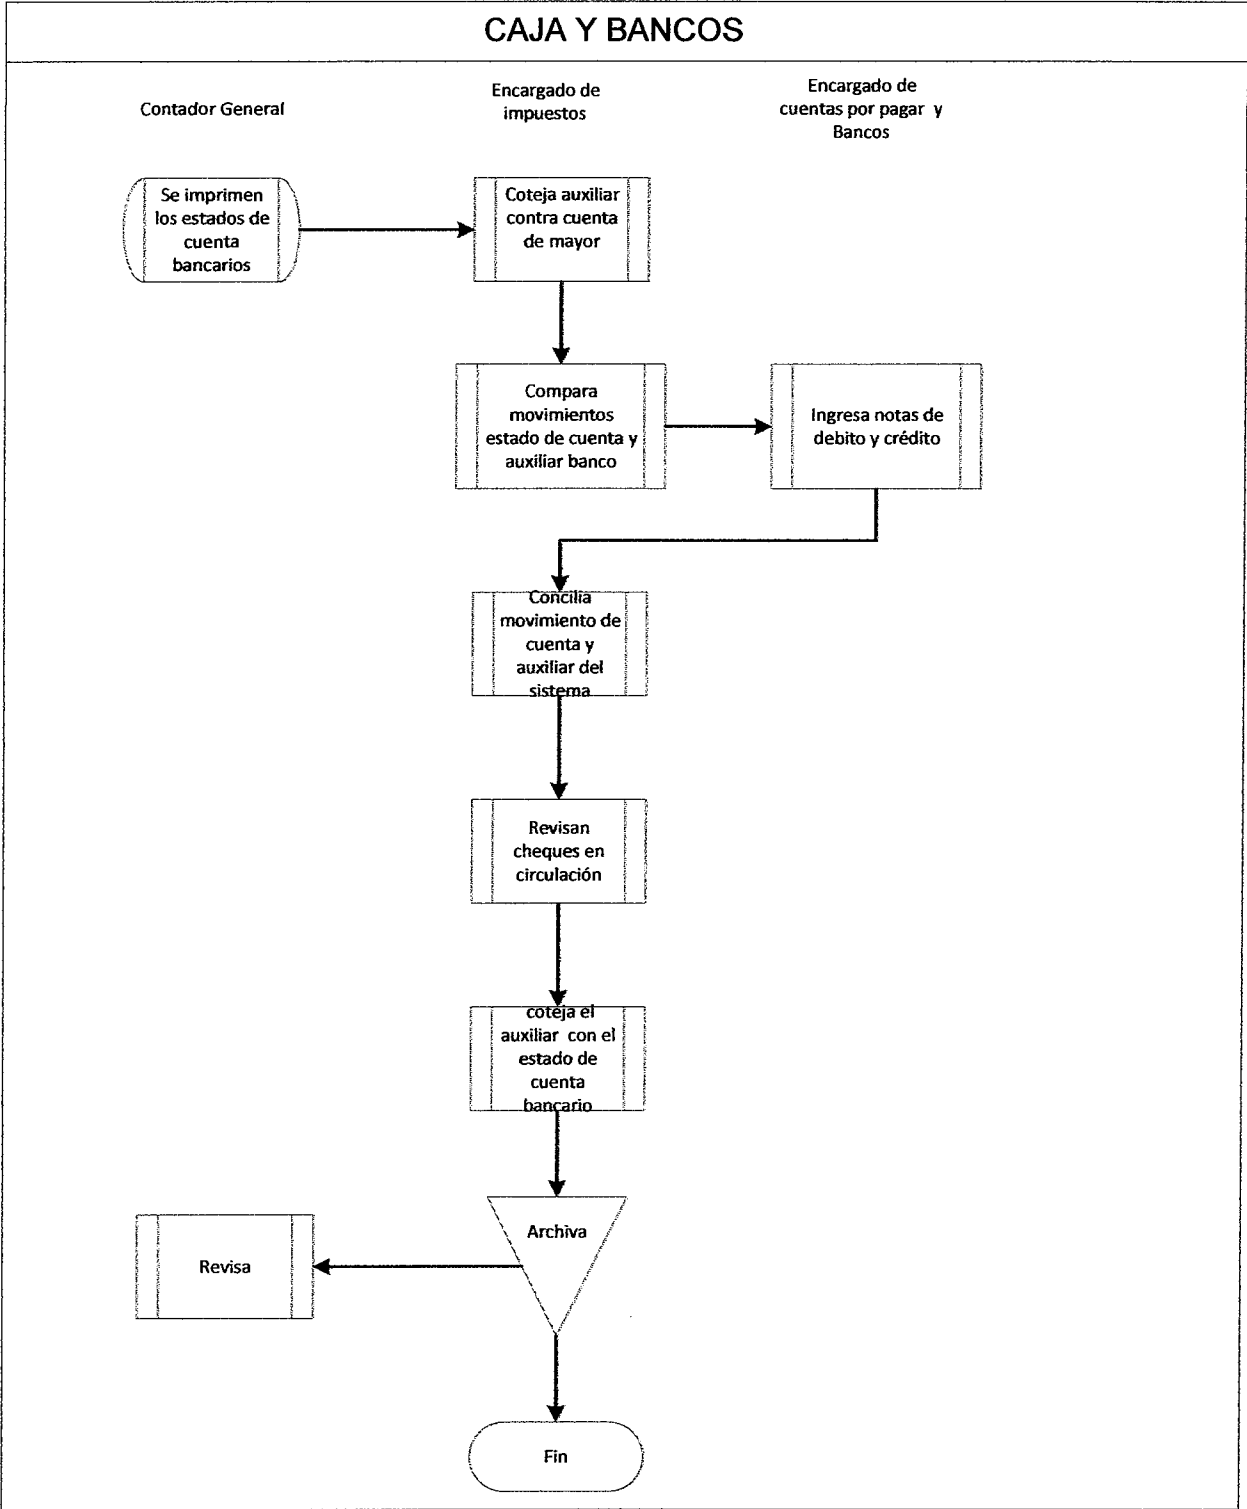 CAJA Y BANCOS
Contador General
Encargado de
impuestos
Encargado de
cuentas por pagar y
Bancos
Se imprimen
los estados de
cuenta
bancarios
Coteja auxiliar
contra cuenta
de mayor
Compara
movimientos
estado de cuenta y
auxiliar banco
Ingresa notas de
debito y crédito
Concilia
movimiento de
cuenta y
auxiliar del
sistema
Revisan
cheques en
circulación
coteja el
auxiliar con el
estado de
cuenta
bancario
Archiva
Revisa
Fin